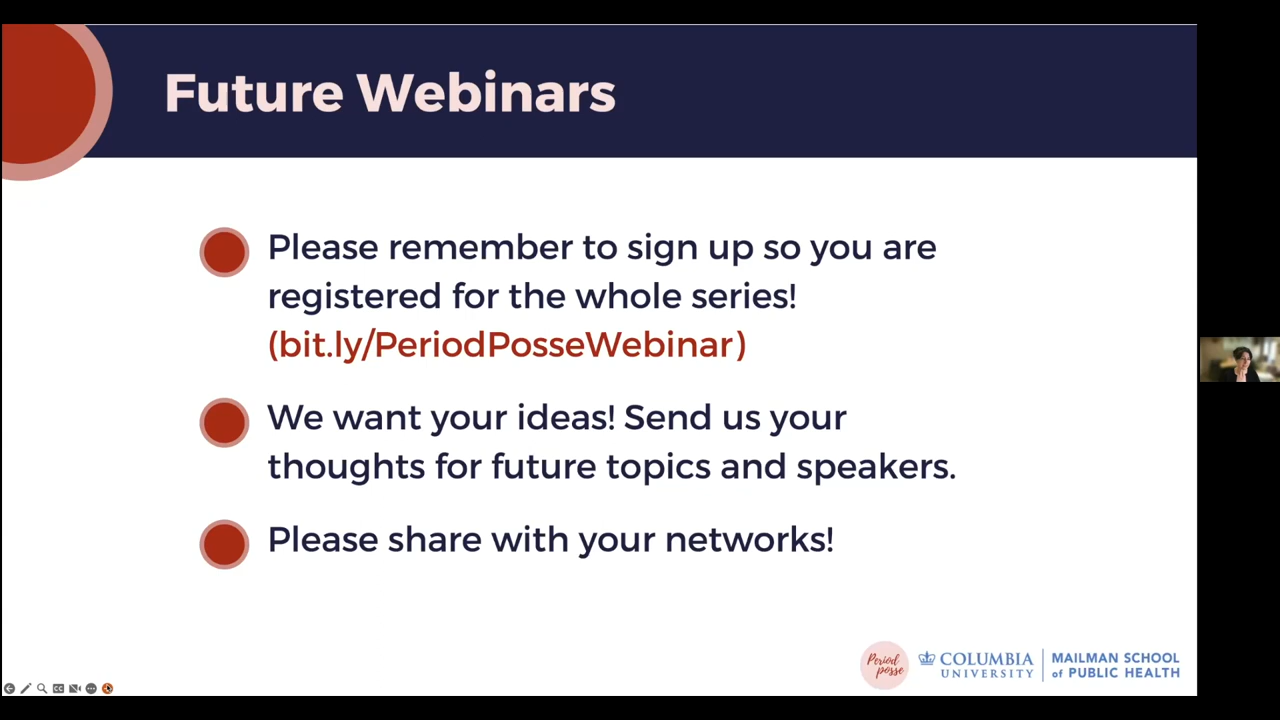 Future Webinars
Please remember to sign up so you are
registered for the whole series!
(bit.ly/PeriodPosseWebinar)
We want your ideas! Send us your
thoughts for future topics and speakers.
Please share with your networks!
Period
posse
COLUMBIA
UNIVERSITY
MAILMAN SCHOOL
of PUBLIC HEALTH